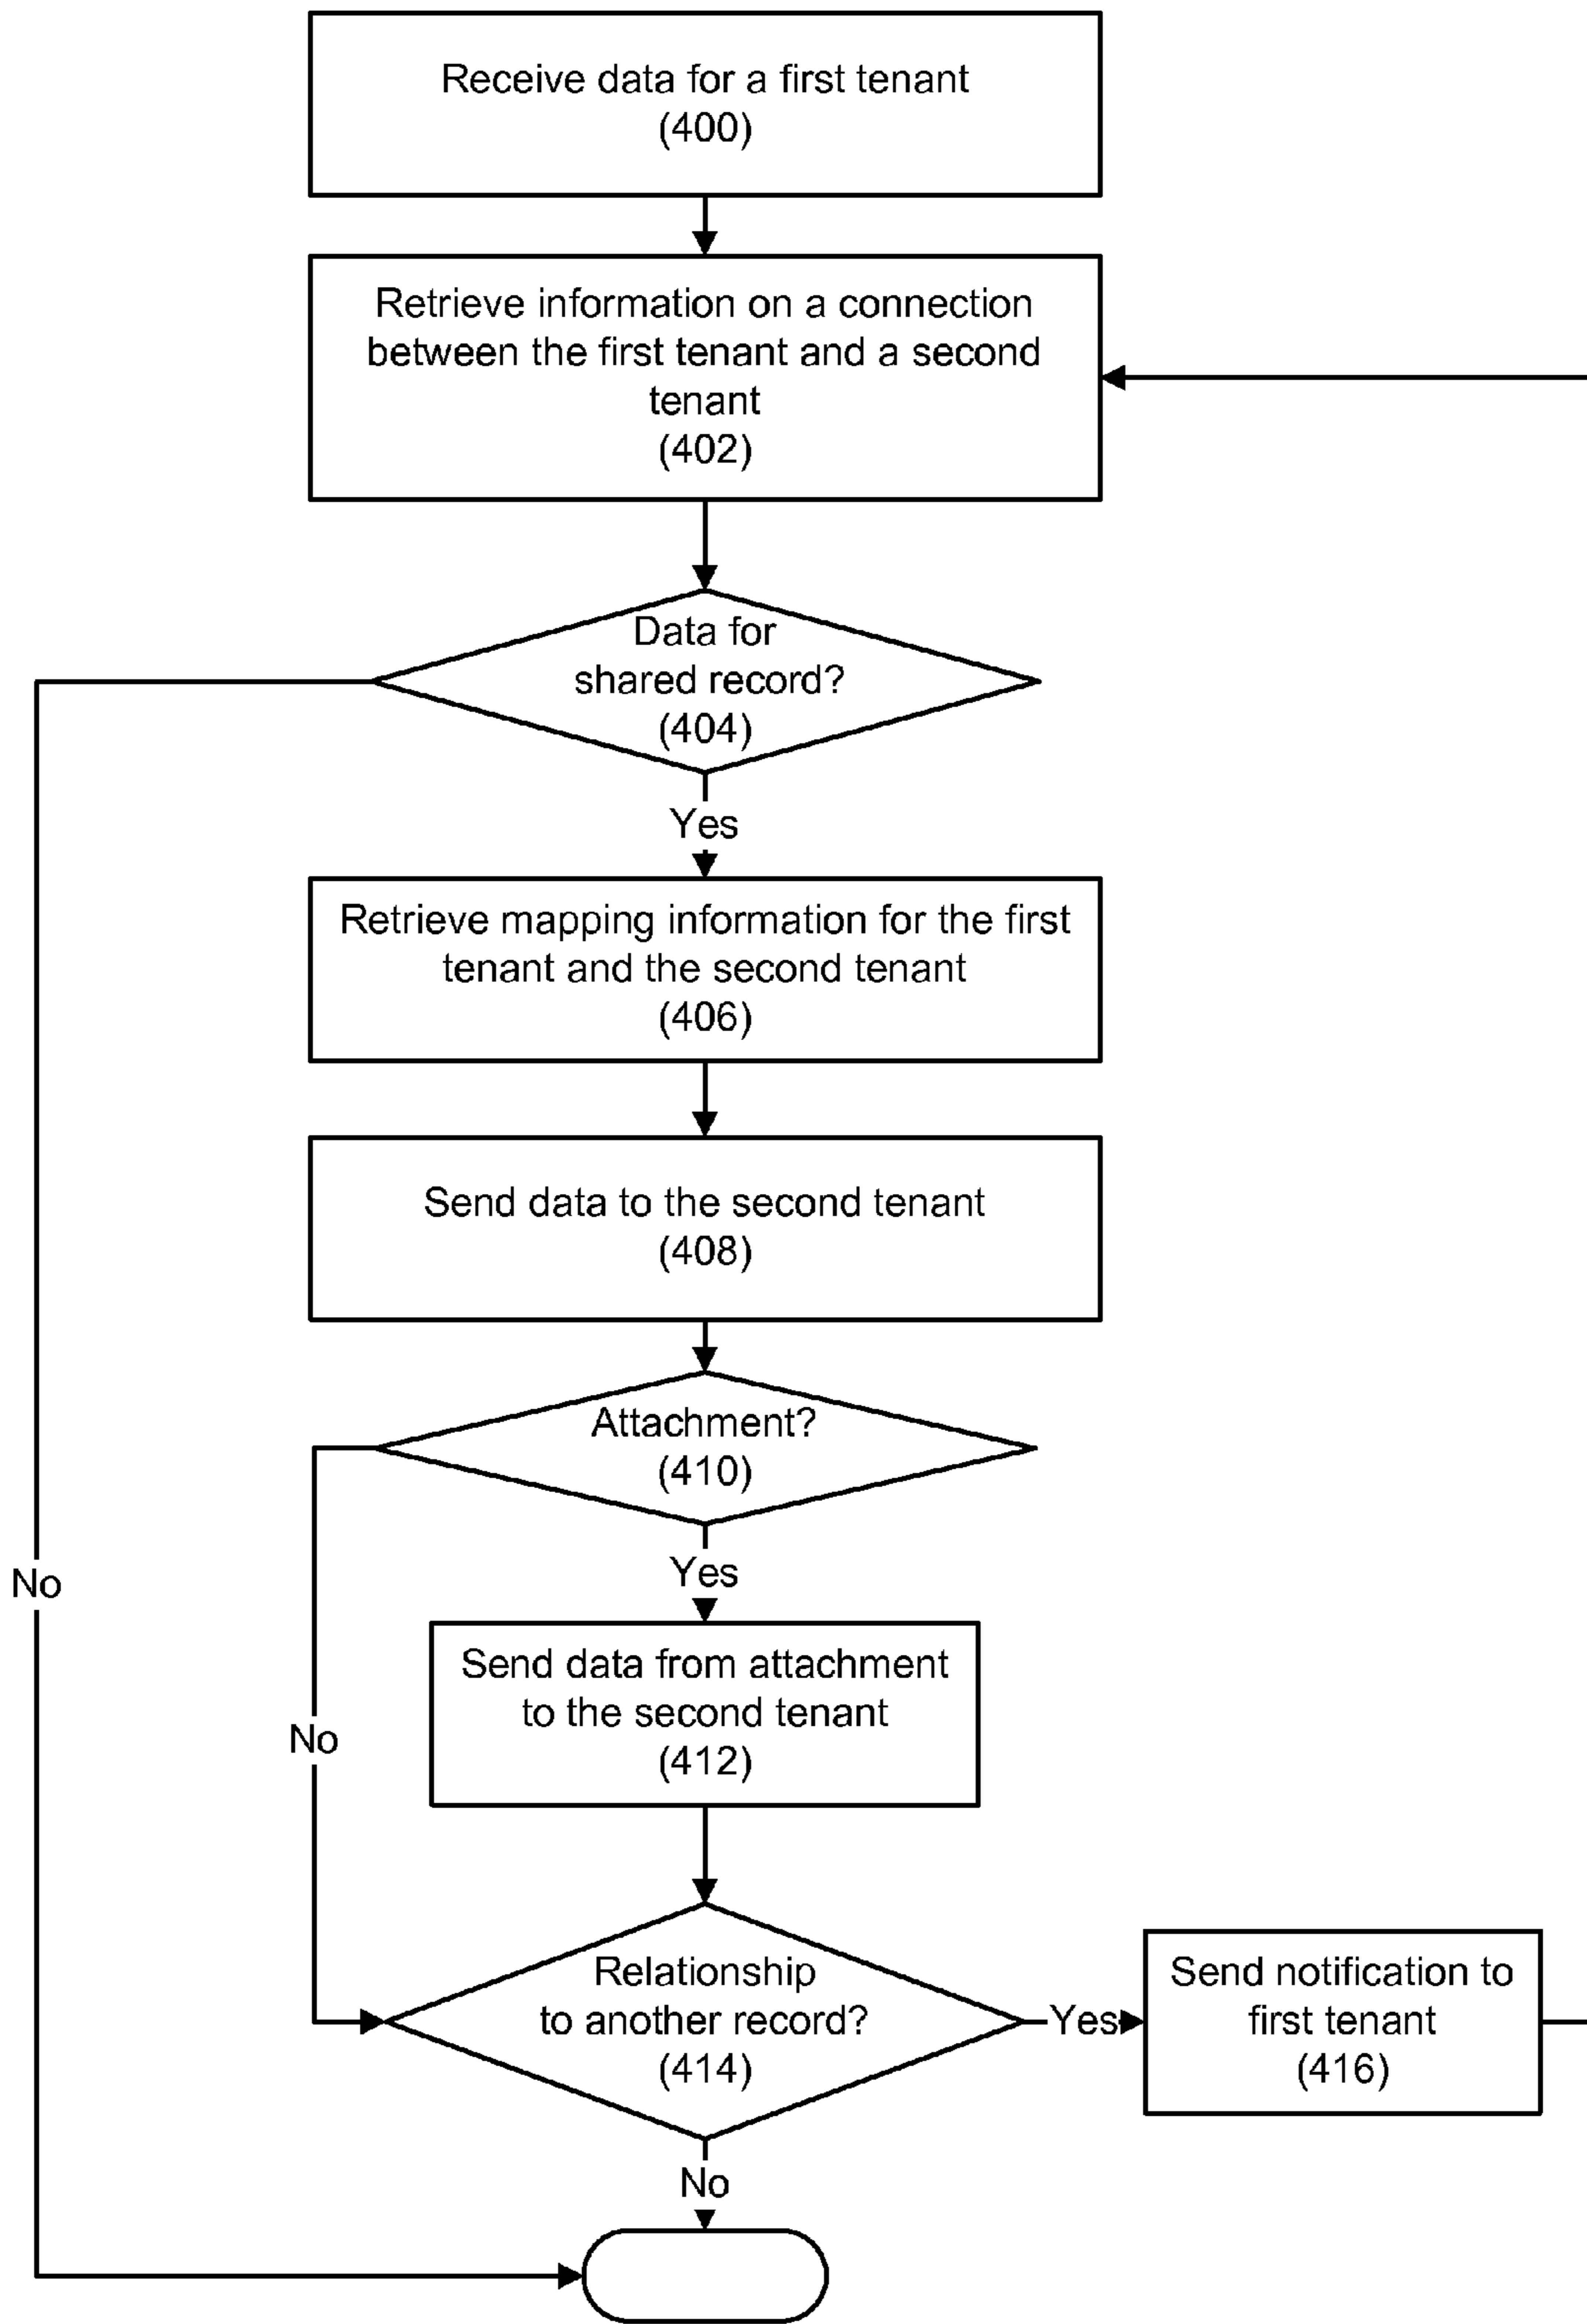 Receive data for a first tenant
(400)
Retrieve information on a connection
between the first tenant and a second
tenant
(402)
Data for
shared record?
(404)
Yes
Retrieve mapping information for the first
tenant and the second tenant
(406)
Send data to the second tenant
(408)
Attachment?
(410)
Yes
No
Send data from attachment
to the second tenant
(412)
No
Relationship
to another record?
(414)
Yes
Send notification to
first tenant
(416)
No